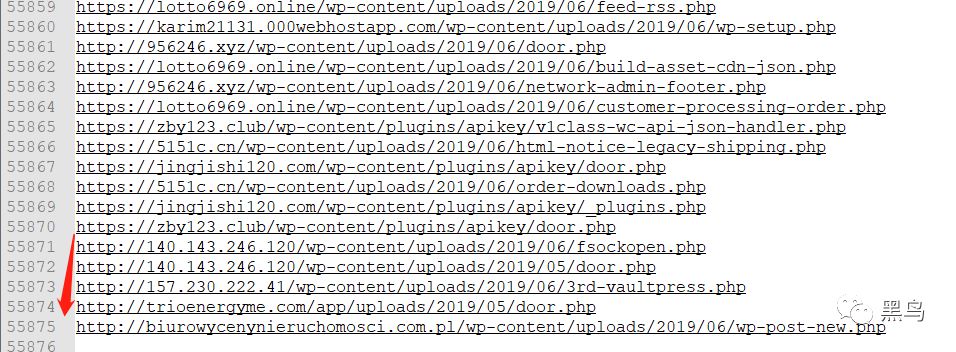 55859 https://lotto6969.online/wp-content/uploads/2019/06/feed-rss.php
55860 https://karim21131.000webhostapp.com/wp-content/uploads/2019/06/wp-setup.php
55861 http://956246.xyz/wp-content/uploads/2019/06/door.php
55862 https://lotto6969.online/wp-content/uploads/2019/06/build-asset-cdn-json.php
55863 http://956246.xyz/wp-content/uploads/2019/06/network-admin-footer.php
55864 https://lotto6969.online/wp-content/uploads/2019/06/customer-processing-order.php
55865 https://zby123.club/wp-content/plugins/apikey/v1class-wc-api-json-handler.php
55866 https://5151c.cn/wp-content/uploads/2019/06/html-notice-legacy-shipping.php
55867 https://jingjishi120.com/wp-content/plugins/apikey/door.php
55868 https://5151c.cn/wp-content/uploads/2019/06/order-downloads.php
55869 https://jingjishi120.com/wp-content/plugins/apikey/_plugins.php
55870 https://zby123.club/wp-content/plugins/apikey/door.php
55871 http://140.143.246.120/wp-content/uploads/2019/06/fsockopen.php
55872 http://140.143.246.120/wp-content/uploads/2019/05/door.php
55873 http://157.230.222.41/wp-content/uploads/2019/06/3rd-vaultpress.php
55874 http://trioenergyme.com/app/uploads/2019/05/door.php
55875 http://biurowycenynieruchomosci.com.pl/wp-content/uploads/2019/06/wp-post-new.php
55876
黑鸟